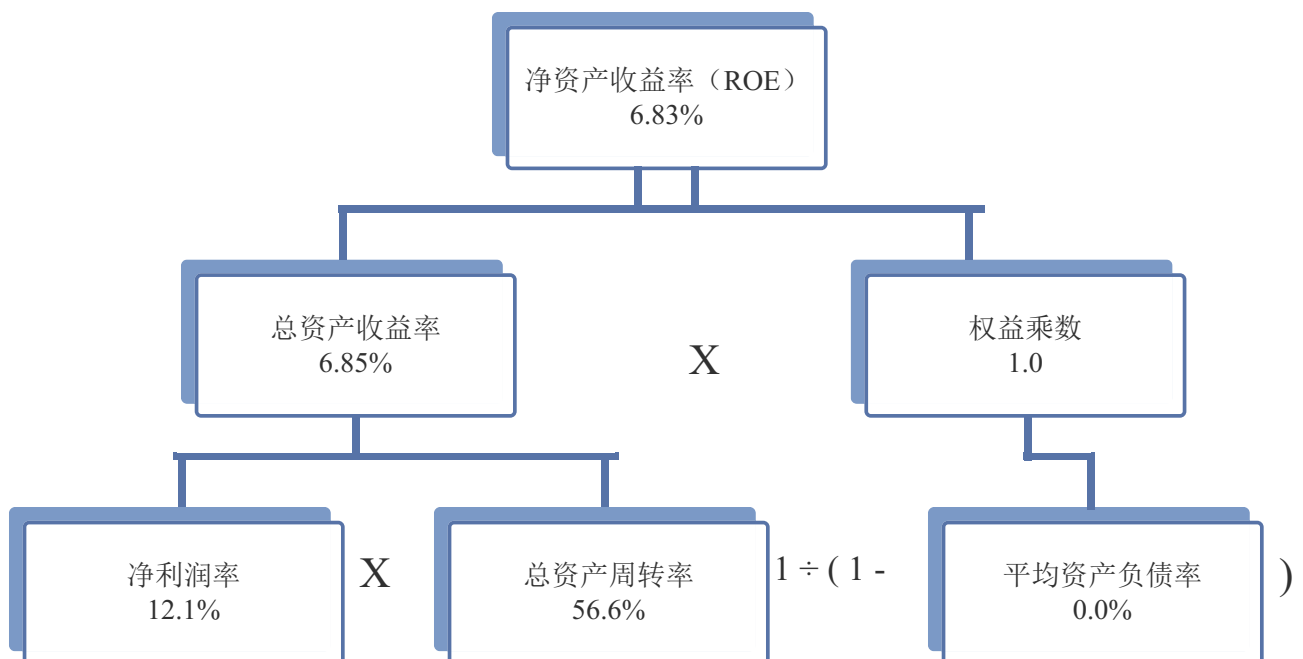 净资产收益率（ROE）
6.83%
总资产收益率
6.85%
X
权益乘数
1.0
净利润率
12.1%
X
总资产周转率
56.6%
1 ÷ ( 1 -
平均资产负债率
0.0%
)